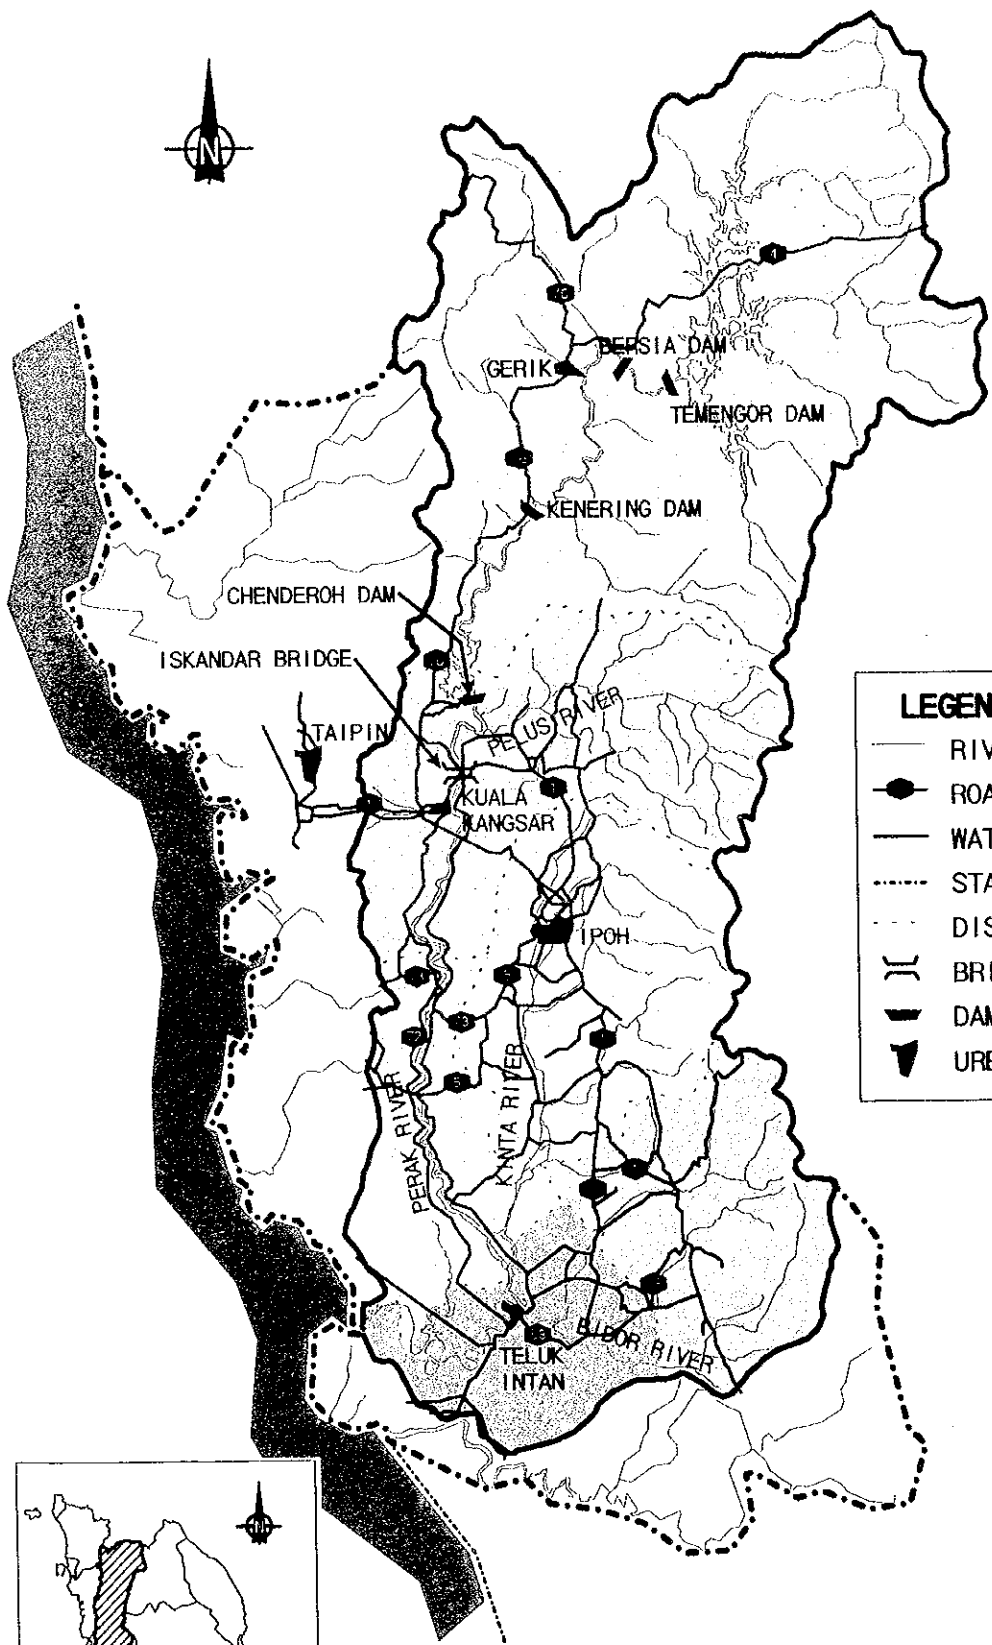 N
BERSIA DAM
GERIK
TEMENGOR DAM
KENERING DAM
CHENDEROH DAM
ISKANDAR BRIDGE
PELUS RIVER
TAIPIN
KUALA
KANGSAR
IPOH
PERAK RIVER
KINTA RIVER
BIDOR RIVER
TELUK
INTAN
LEGEN
RIV
ROA
WAT
STA
DIS
BRI
DAM
URB